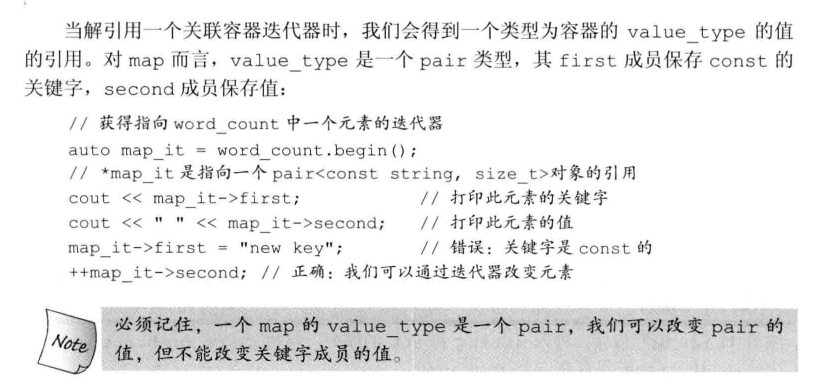 当解引用一个关联容器迭代器时，我们会得到一个类型为容器的 value_type 的值
的引用。对 map 而言，value_type 是一个 pair 类型，其 first 成员保存 const 的
关键字，second 成员保存值：
// 获得指向 word_count 中一个元素的迭代器
auto map_it = word_count.begin();
// *map_it 是指向一个 pair<const string, size_t>对象的引用
cout << map_it->first; // 打印此元素的关键字
cout << " " << map_it->second; // 打印此元素的值
map_it->first = "new key"; // 错误：关键字是 const 的
++map_it->second; // 正确：我们可以通过迭代器改变元素
Note
必须记住，一个 map 的 value_type 是一个 pair，我们可以改变 pair 的
值，但不能改变关键字成员的值。